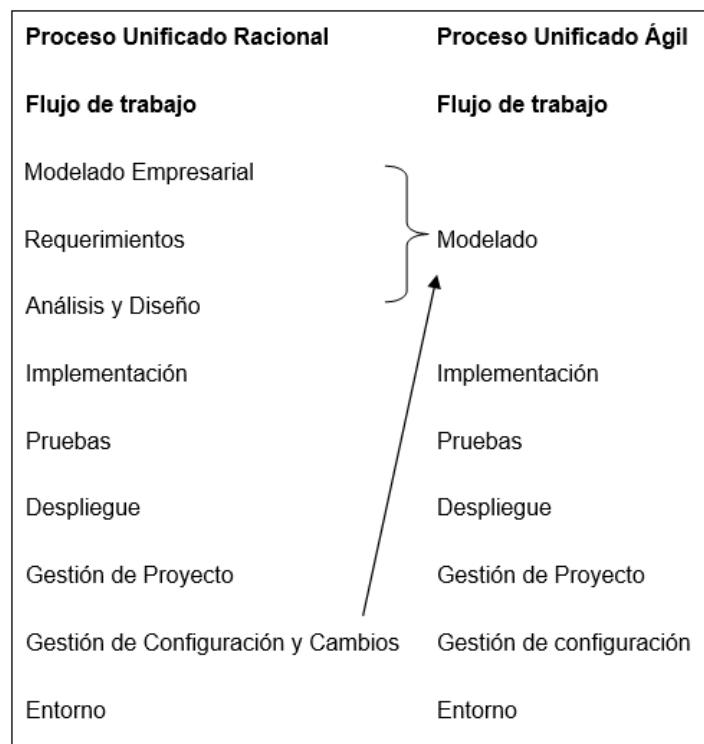 Proceso Unificado Racional
Proceso Unificado Ágil
Flujo de trabajo
Flujo de trabajo
Modelado Empresarial
Requerimientos
Modelado
Análisis y Diseño
Implementación
Implementación
Pruebas
Pruebas
Despliegue
Despliegue
Gestión de Proyecto
Gestión de Proyecto
Gestión de Configuración y Cambios
Gestión de configuración
Entorno
Entorno